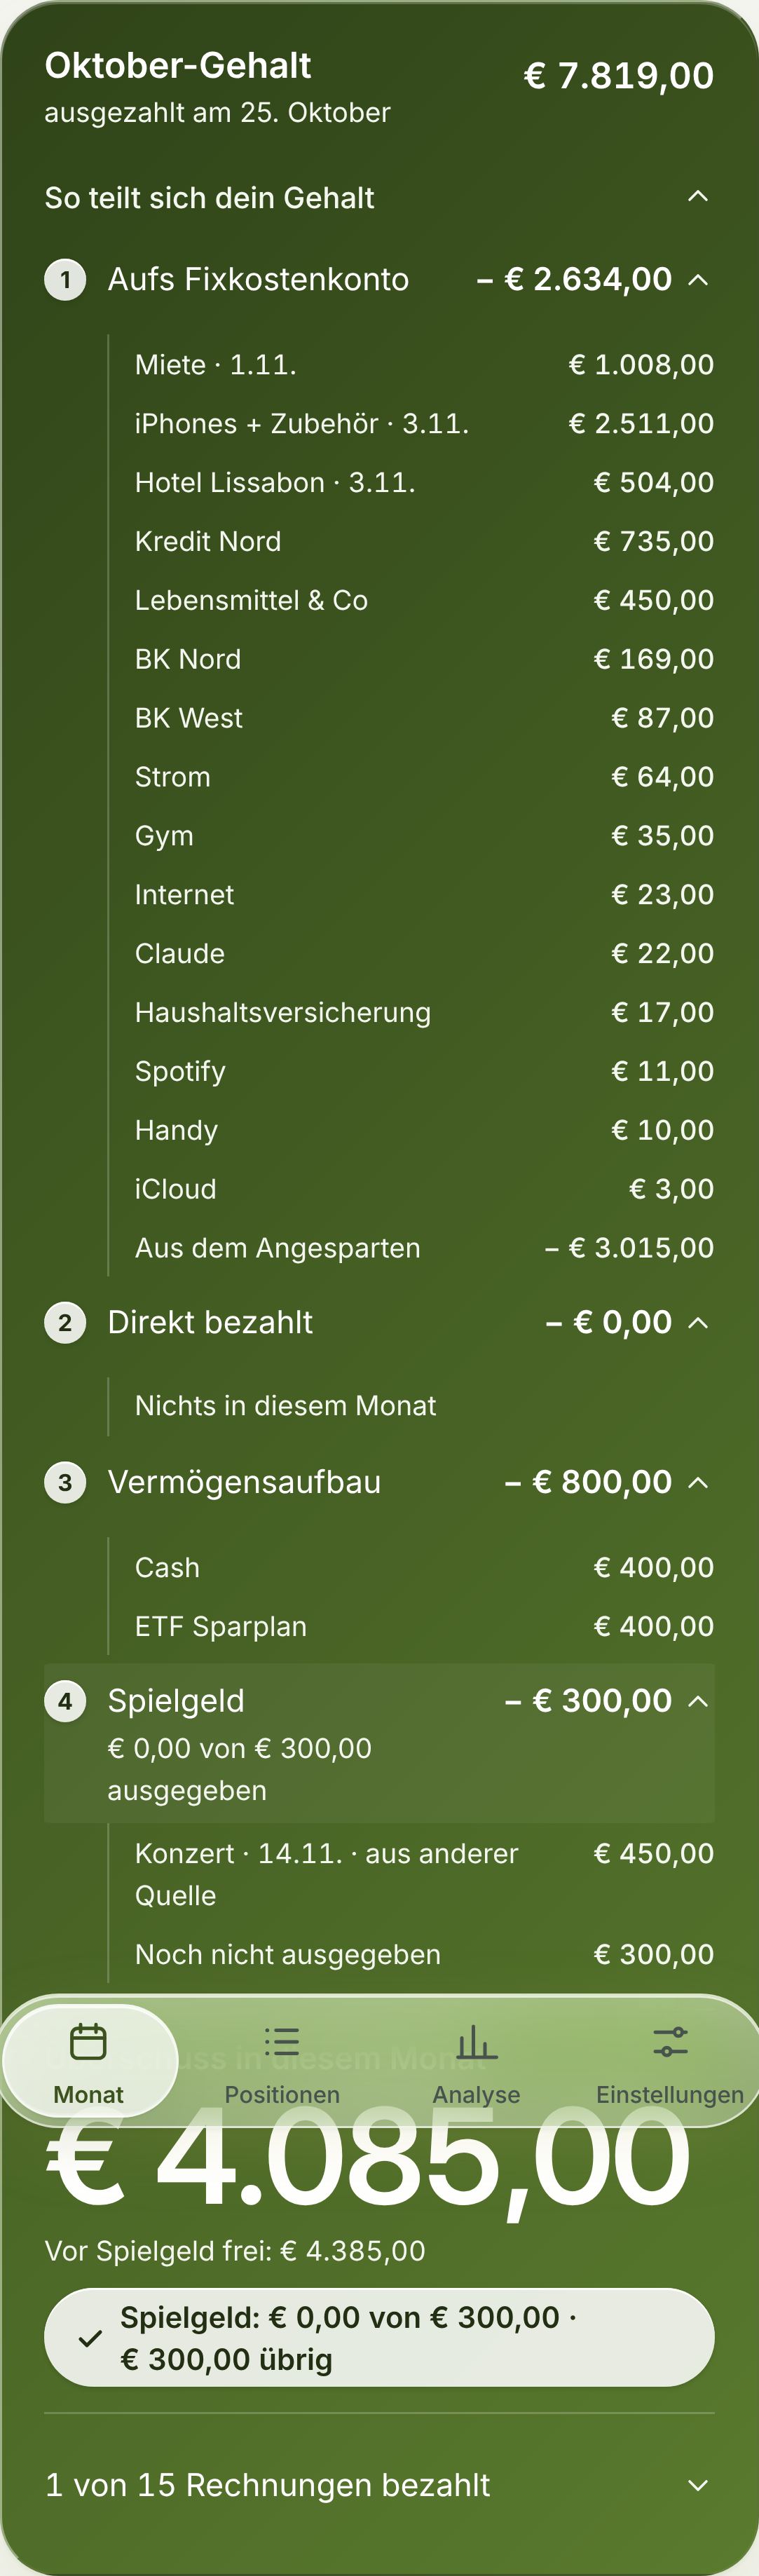 Oktober-Gehalt
€ 7.819,00
ausgezahlt am 25. Oktober
So teilt sich dein Gehalt
1 Aufs Fixkostenkonto – € 2.634,00
Miete · 1.11. € 1.008,00
iPhones + Zubehör · 3.11. € 2.511,00
Hotel Lissabon · 3.11. € 504,00
Kredit Nord € 735,00
Lebensmittel & Co € 450,00
BK Nord € 169,00
BK West € 87,00
Strom € 64,00
Gym € 35,00
Internet € 23,00
Claude € 22,00
Haushaltsversicherung € 17,00
Spotify € 11,00
Handy € 10,00
iCloud € 3,00
Aus dem Angesparten – € 3.015,00
2 Direkt bezahlt – € 0,00
Nichts in diesem Monat
3 Vermögensaufbau – € 800,00
Cash € 400,00
ETF Sparplan € 400,00
4 Spielgeld – € 300,00
€ 0,00 von € 300,00
ausgegeben
Konzert · 14.11. · aus anderer € 450,00
Quelle
Noch nicht ausgegeben € 300,00
in diesem Monat
Monat Positionen Analyse Einstellungen
€ 4.085,00
Vor Spielgeld frei: € 4.385,00
Spielgeld: € 0,00 von € 300,00 ·
€ 300,00 übrig
1 von 15 Rechnungen bezahlt